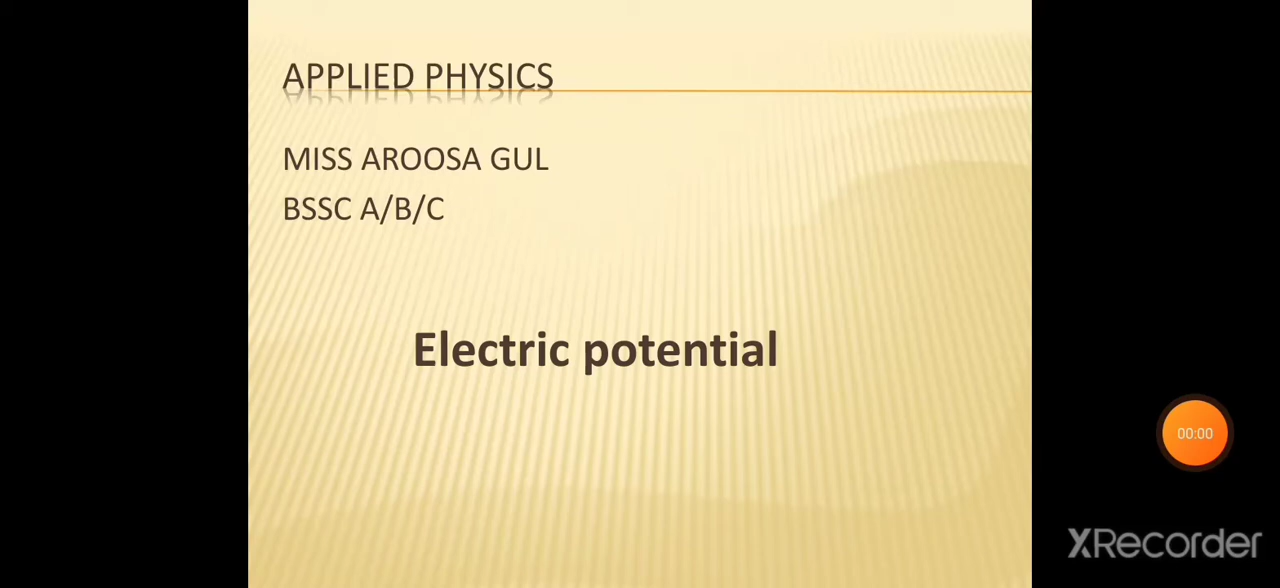 APPLIED PHYSICS
MISS AROOSA GUL
BSSC A/B/C
Electric potential
00:00
XRecorder